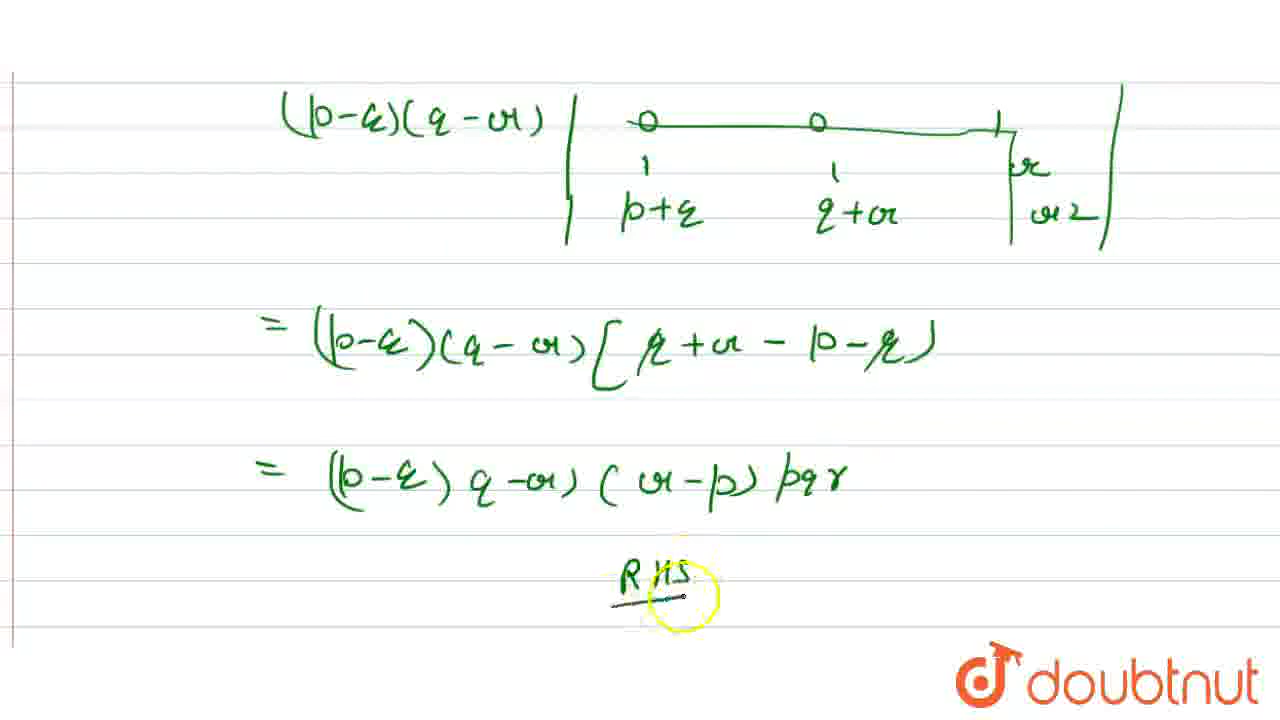 (p-q)(q-r) | 0 0 1
1 1 r
p+q q+r r2 |
= (p-q)(q-r)[q+r-p-q)
= (p-q) q-r) (r-p) pqr
RHS
doubtnut